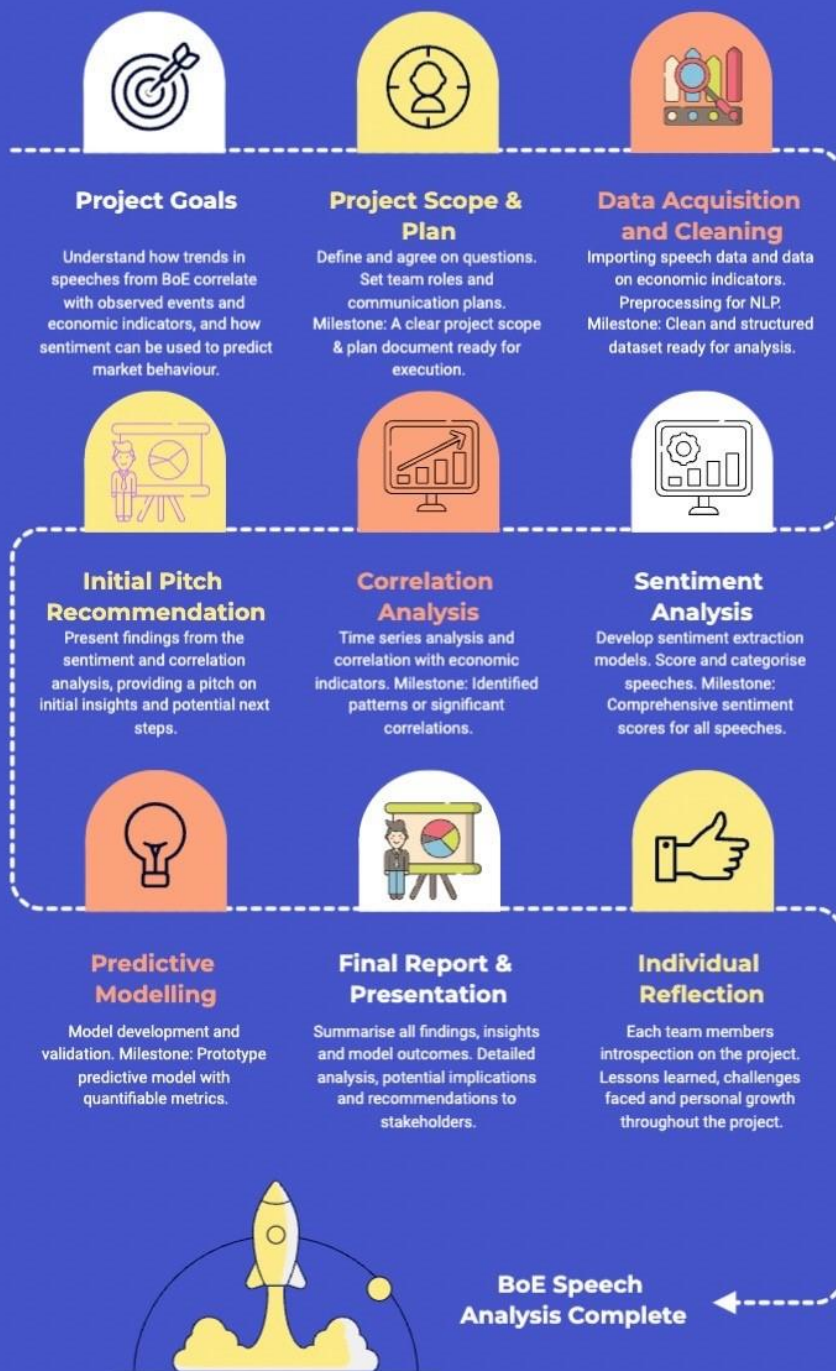 Project Goals
Understand how trends in
speeches from BoE correlate
with observed events and
economic indicators, and how
sentiment can be used to predict
market behaviour.
Project Scope &
Plan
Define and agree on questions.
Set team roles and
communication plans.
Milestone: A clear project scope
& plan document ready for
execution.
Data Acquisition
and Cleaning
Importing speech data and data
on economic indicators.
Preprocessing for NLP.
Milestone: Clean and structured
dataset ready for analysis.
Sentiment
Analysis
Develop sentiment extraction
models. Score and categorise
speeches. Milestone:
Comprehensive sentiment
scores for all speeches.
Correlation
Analysis
Time series analysis and
correlation with economic
indicators. Milestone: Identified
patterns or significant
correlations.
Initial Pitch
Recommendation
Present findings from the
sentiment and correlation
analysis, providing a pitch on
initial insights and potential next
steps.
Predictive
Modelling
Model development and
validation. Milestone: Prototype
predictive model with
quantifiable metrics.
Final Report &
Presentation
Summarise all findings, insights
and model outcomes. Detailed
analysis, potential implications
and recommendations to
stakeholders.
Individual
Reflection
Each team members
introspection on the project.
Lessons learned, challenges
faced and personal growth
throughout the project.
BoE Speech
Analysis Complete